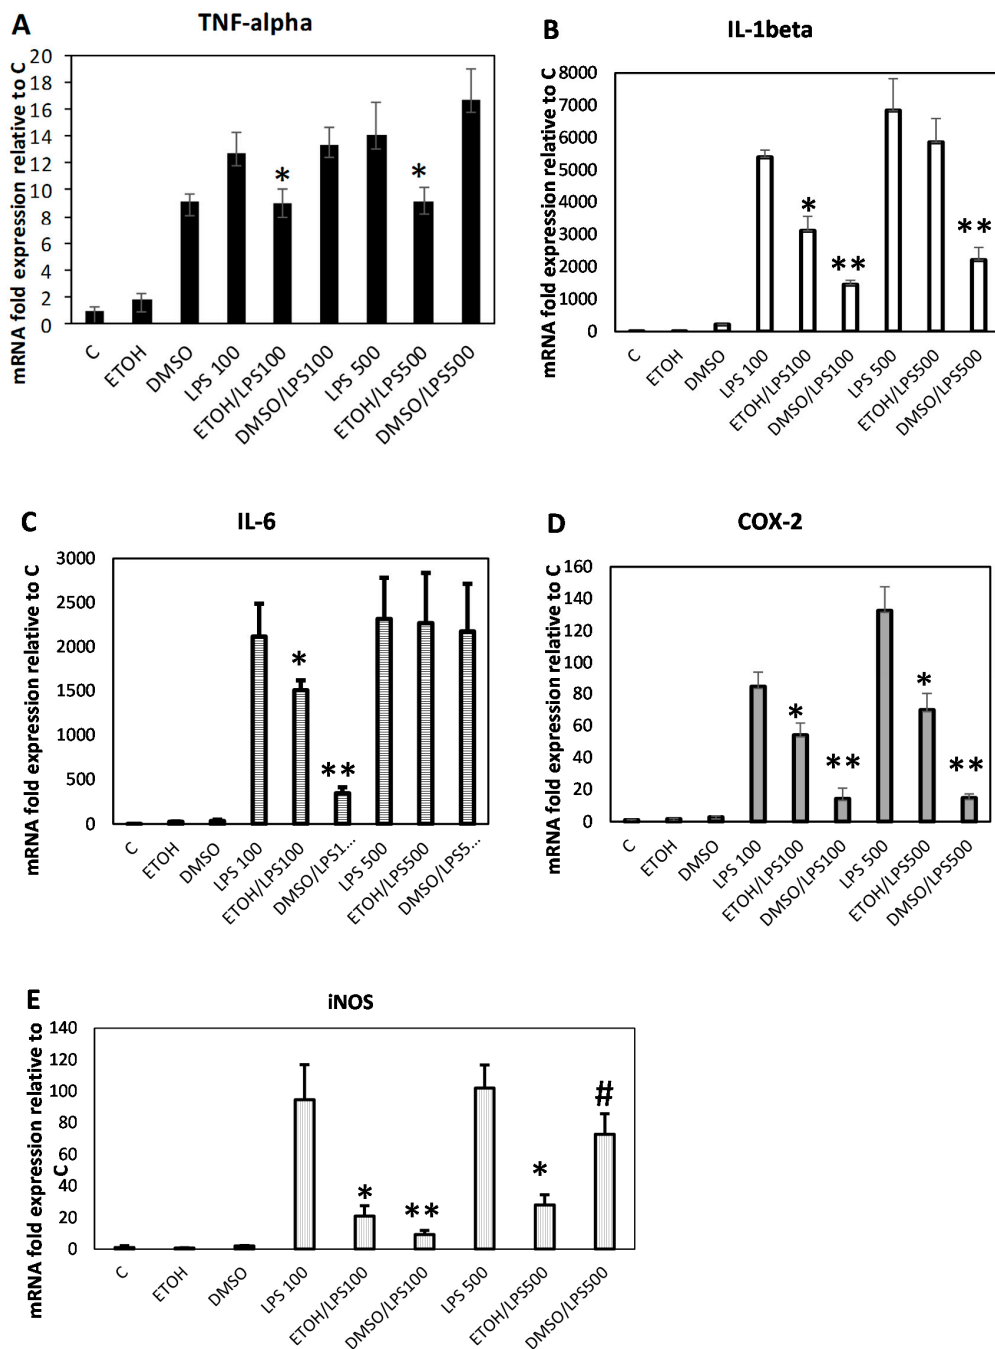 A
TNF-alpha
mRNA fold expression relative to C
20
18
16
14
12
10
8
6
4
2
0
*
*
C
ETOH
DMSO
LPS 100
ETOH/LPS100
DMSO/LPS100
LPS 500
ETOH/LPS500
DMSO/LPS500
B
IL-1beta
mRNA fold expression relative to C
8000
7000
6000
5000
4000
3000
2000
1000
0
*
**
**
C
ETOH
DMSO
LPS 100
ETOH/LPS100
DMSO/LPS100
LPS 500
ETOH/LPS500
DMSO/LPS500
C
IL-6
mRNA fold expression relative to C
3000
2500
2000
1500
1000
500
0
*
**
C
ETOH
DMSO
LPS 100
ETOH/LPS100
DMSO/LPS1...
LPS 500
ETOH/LPS500
DMSO/LPS5...
D
COX-2
mRNA fold expression relative to C
160
140
120
100
80
60
40
20
0
*
**
*
**
C
ETOH
DMSO
LPS 100
ETOH/LPS100
DMSO/LPS100
LPS 500
ETOH/LPS500
DMSO/LPS500
E
iNOS
mRNA fold expression relative to
C
140
120
100
80
60
40
20
0
*
**
*
#
C
ETOH
DMSO
LPS 100
ETOH/LPS100
DMSO/LPS100
LPS 500
ETOH/LPS500
DMSO/LPS500